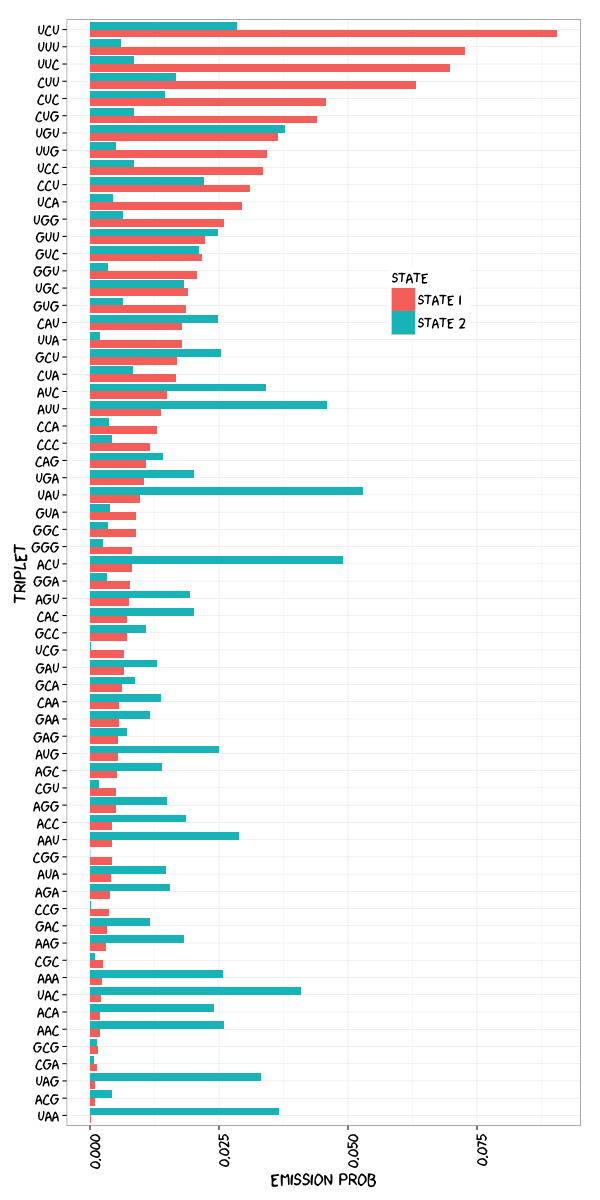 UCU
UUU
UUC
CUU
CUC
CUG
UGU
UUG
UCC
CCU
UCA
UGG
GUU
GUC
GGU
UGC
GUG
CAU
UUA
GCU
CUA
AUC
AUU
CCA
CCC
CAG
UGA
UAU
GUA
GGC
GGG
ACU
GGA
AGU
CAC
GCC
UCG
GAU
GCA
CAA
GAA
GAG
AUG
AGC
CGU
AGG
ACC
AAU
CGG
AUA
AGA
CCG
GAC
AAG
CGC
AAA
UAC
ACA
AAC
GCG
CGA
UAG
ACG
UAA
TRIPLET
STATE
STATE 1
STATE 2
0.000
0.025
0.050
0.075
EMISSION PROB